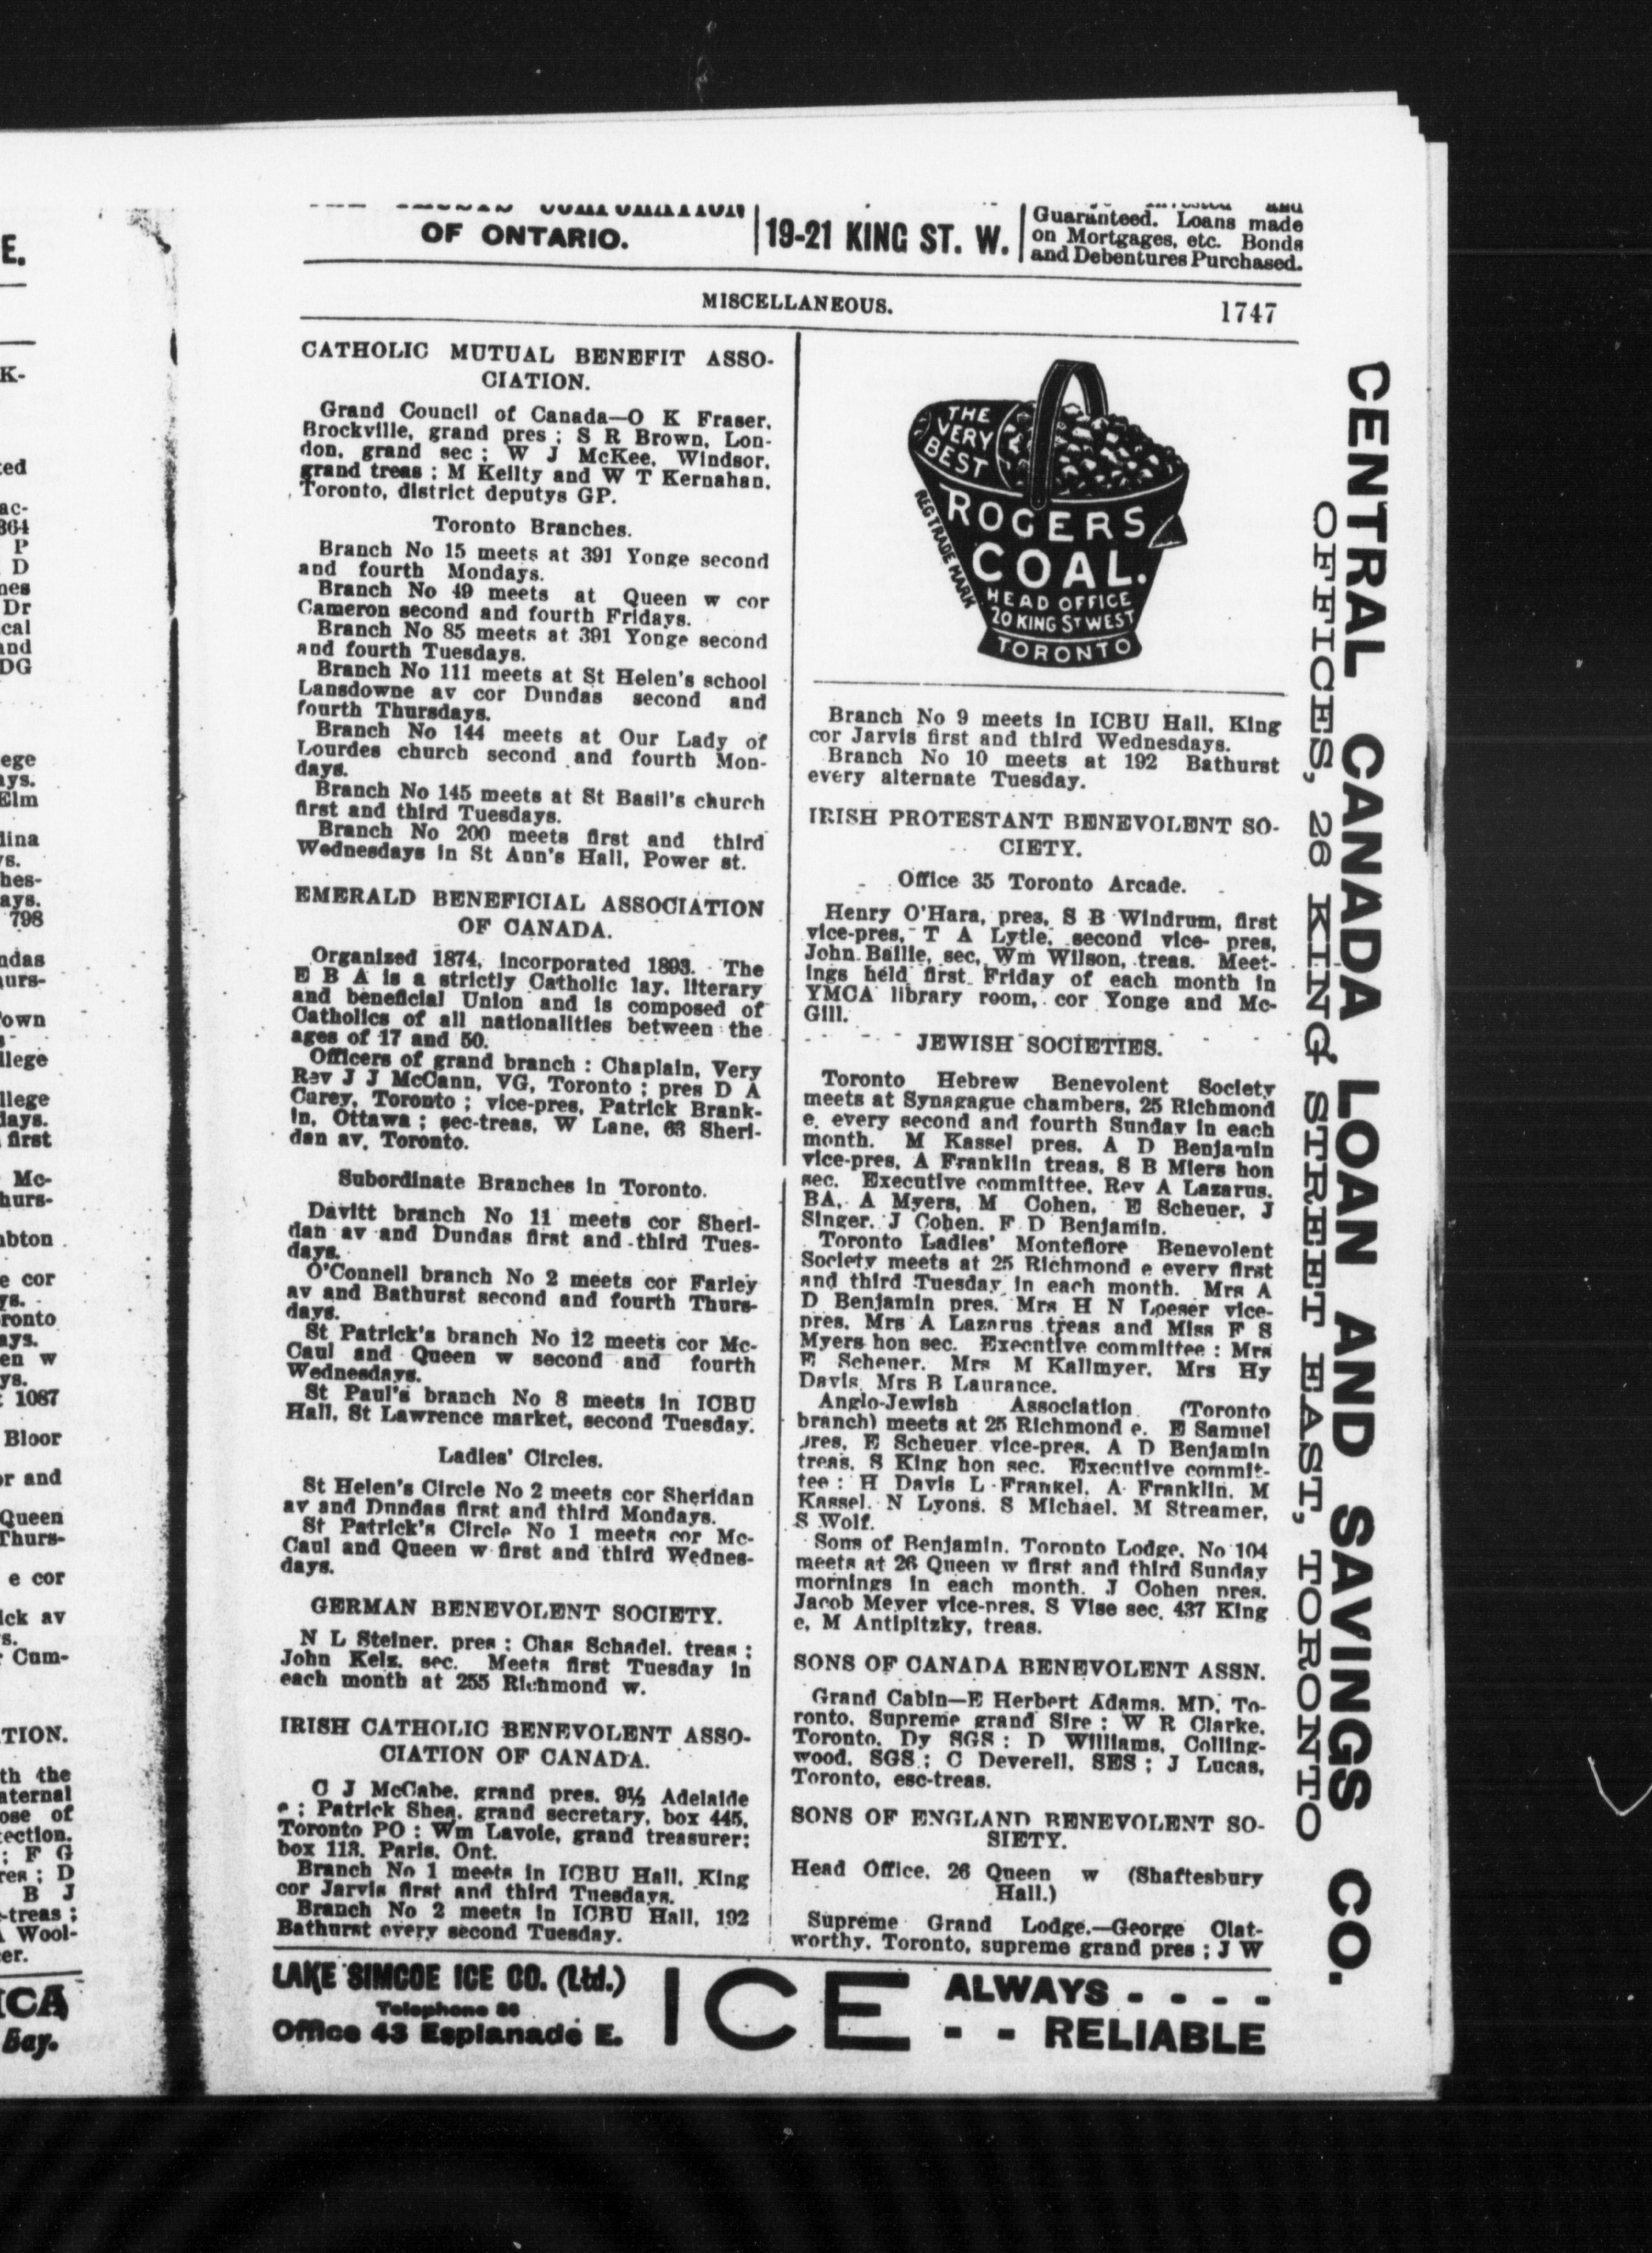 OF ONTARIO.
19-21 KING ST. W.
Guaranteed. Loans made
on Mortgages, etc. Bonds
and Debentures Purchased.
MISCELLANEOUS. 1747
CATHOLIC MUTUAL BENEFIT ASSO-
CIATION.
Grand Council of Canada—O K Fraser,
Brockville, grand pres ; S R Brown, Lon-
don, grand sec ; W J McKee, Windsor,
grand treas ; M Keilty and W T Kernahan,
Toronto, district deputys GP.
Toronto Branches.
Branch No 15 meets at 391 Yonge second
and fourth Mondays.
Branch No 49 meets at Queen w cor
Cameron second and fourth Fridays.
Branch No 85 meets at 391 Yonge second
and fourth Tuesdays.
Branch No 111 meets at St Helen's school
Lansdowne av cor Dundas second and
fourth Thursdays.
Branch No 144 meets at Our Lady of
Lourdes church second and fourth Mon-
days.
Branch No 145 meets at St Basil's church
first and third Tuesdays.
Branch No 200 meets first and third
Wednesdays in St Ann's Hall, Power st.
EMERALD BENEFICIAL ASSOCIATION
OF CANADA.
Organized 1874, incorporated 1893. The
E B A is a strictly Catholic lay, literary
and beneficial Union and is composed of
Catholics of all nationalities between the
ages of 17 and 50.
Officers of grand branch : Chaplain, Very
Rev J J McCann, VG, Toronto ; pres D A
Carey, Toronto ; vice-pres, Patrick Brank-
in, Ottawa ; sec-treas, W Lane, 63 Sheri-
dan av, Toronto.
Subordinate Branches in Toronto.
Davitt branch No 11 meets cor Sheri-
dan av and Dundas first and third Tues-
days.
O'Connell branch No 2 meets cor Farley
av and Bathurst second and fourth Thurs-
days.
St Patrick's branch No 12 meets cor Mc-
Caul and Queen w second and fourth
Wednesdays.
St Paul's branch No 8 meets in ICBU
Hall, St Lawrence market, second Tuesday.
Ladies' Circles.
St Helen's Circle No 2 meets cor Sheridan
av and Dundas first and third Mondays.
St Patrick's Circle No 1 meets cor Mc-
Caul and Queen w first and third Wednes-
days.
GERMAN BENEVOLENT SOCIETY.
N L Steiner, pres ; Chas Schadel, treas ;
John Kelz, sec. Meets first Tuesday in
each month at 255 Richmond w.
IRISH CATHOLIC BENEVOLENT ASSO-
CIATION OF CANADA.
C J McCabe, grand pres, 9½ Adelaide
e ; Patrick Shea, grand secretary, box 445,
Toronto PO ; Wm Lavoie, grand treasurer;
box 113, Paris, Ont.
Branch No 1 meets in ICBU Hall, King
cor Jarvis first and third Tuesdays.
Branch No 2 meets in ICBU Hall, 192
Bathurst every second Tuesday.
THE
VERY
BEST
ROGERS
COAL.
REG TRADE MARK
HEAD OFFICE
20 KING ST WEST
TORONTO
Branch No 9 meets in ICBU Hall, King
cor Jarvis first and third Wednesdays.
Branch No 10 meets at 192 Bathurst
every alternate Tuesday.
IRISH PROTESTANT BENEVOLENT SO-
CIETY.
Office 35 Toronto Arcade.
Henry O'Hara, pres, S B Windrum, first
vice-pres, T A Lytle, second vice- pres,
John Baillie, sec, Wm Wilson, treas. Meet-
ings held first Friday of each month in
YMCA library room, cor Yonge and Mc-
Gill.
JEWISH SOCIETIES.
Toronto Hebrew Benevolent Society
meets at Synagague chambers, 25 Richmond
e, every second and fourth Sunday in each
month. M Kassel pres, A D Benjamin
vice-pres, A Franklin treas, S B Miers hon
sec. Executive committee, Rev A Lazarus,
BA, A Myers, M Cohen, E Scheuer, J
Singer, J Cohen, F D Benjamin.
Toronto Ladies' Montefiore Benevolent
Society meets at 25 Richmond e every first
and third Tuesday in each month. Mrs A
D Benjamin pres, Mrs H N Loeser vice-
pres, Mrs A Lazarus treas and Miss F S
Myers hon sec. Executive committee : Mrs
E Scheuer, Mrs M Kallmyer, Mrs Hy
Davis, Mrs B Laurance.
Anglo-Jewish Association (Toronto
branch) meets at 25 Richmond e. E Samuel
pres, E Scheuer vice-pres, A D Benjamin
treas, S King hon sec. Executive commit-
tee : H Davis L Frankel, A Franklin, M
Kassel, N Lyons, S Michael, M Streamer,
S Wolf.
Sons of Benjamin, Toronto Lodge, No 104
meets at 26 Queen w first and third Sunday
mornings in each month. J Cohen pres,
Jacob Meyer vice-pres, S Vise sec, 437 King
e, M Antipitzky, treas.
SONS OF CANADA BENEVOLENT ASSN.
Grand Cabin—E Herbert Adams, MD, To-
ronto, Supreme grand Sire ; W R Clarke,
Toronto, Dy SGS ; D Williams, Colling-
wood, SGS ; C Deverell, SES ; J Lucas,
Toronto, esc-treas.
SONS OF ENGLAND BENEVOLENT SO-
SIETY.
Head Office, 26 Queen w (Shaftesbury
Hall.)
Supreme Grand Lodge.—George Clat-
worthy, Toronto, supreme grand pres ; J W
CENTRAL CANADA LOAN AND SAVINGS CO.
OFFICES, 26 KING STREET EAST, TORONTO
LAKE SIMCOE ICE CO. (Ltd.)
Telephone 86
Office 43 Esplanade E.
ICE
ALWAYS - - - -
- - RELIABLE